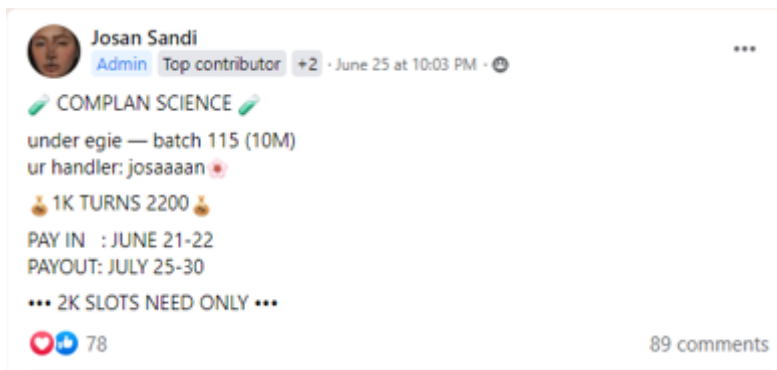 Josan Sandi
Admin Top contributor +2 · June 25 at 10:03 PM ·
🧪 COMPLAN SCIENCE 🧪
under egie — batch 115 (10M)
ur handler: josaaaan🌸
💰1K TURNS 2200💰
PAY IN : JUNE 21-22
PAYOUT: JULY 25-30
••• 2K SLOTS NEED ONLY •••
78 89 comments